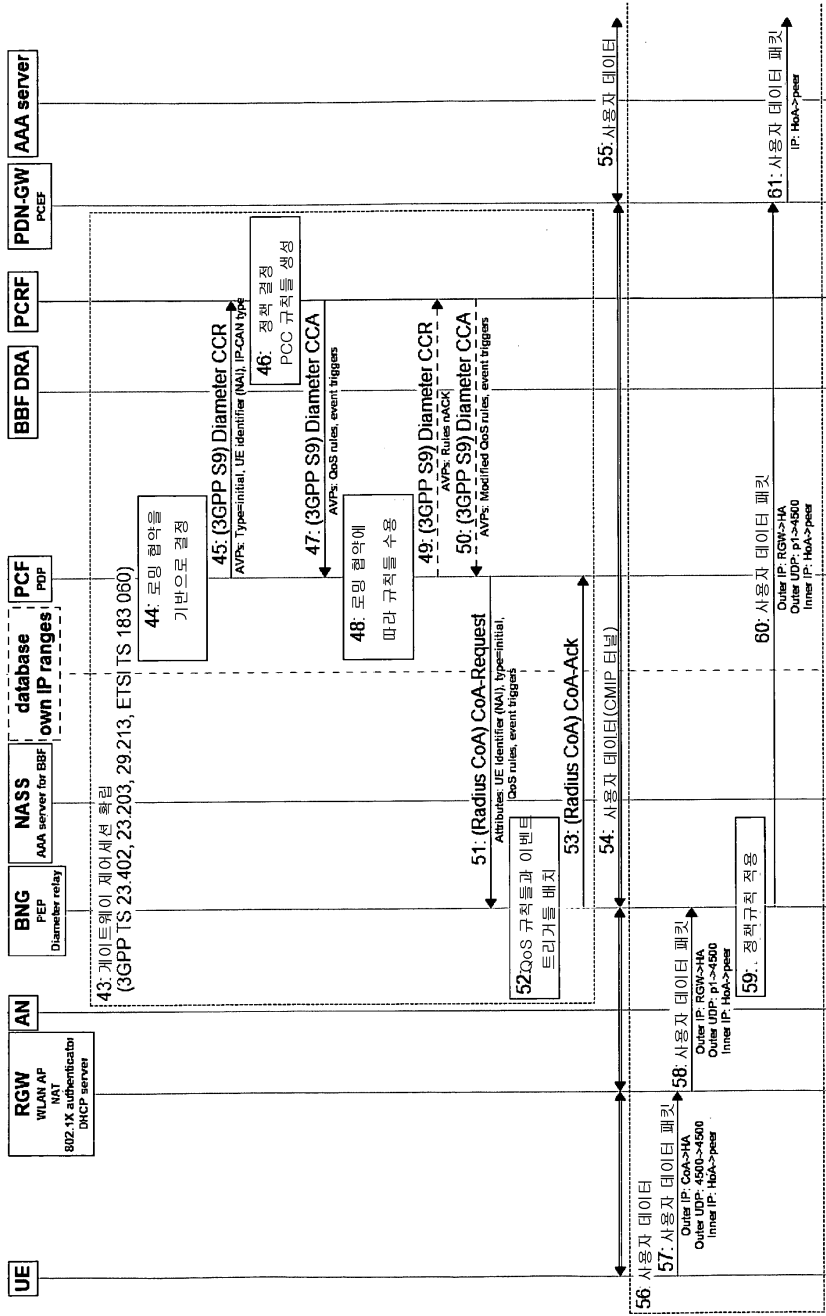 UE
RGW
WLAN AP
NAT
802.1X authenticator
DHCP server
AN
BNG
PEP
Diameter relay
NASS
AAA server for BBF
database
own IP ranges
PCF
PDP
BBF DRA
PCRF
PDN-GW
PCEF
AAA server
43: 게이트웨이 제어세션 확립
(3GPP TS 23.402, 23.203, 29.213, ETSI TS 183 060)
44: 로밍 협약을
기반으로 결정
45: (3GPP S9) Diameter CCR
AVPs: Type=initial, UE identifier (NAI), IP-CAN type
46: 정책 결정
PCC 규칙들 생성
47: (3GPP S9) Diameter CCA
AVPs: QoS rules, event triggers
48: 로밍 협약에
따라 규칙들 수용
49: (3GPP S9) Diameter CCR
AVPs: Rules nACK
50: (3GPP S9) Diameter CCA
AVPs: Modified QoS rules, event triggers
51: (Radius CoA) CoA-Request
Attributes: UE Identifier (NAI), type=initial,
QoS rules, event triggers
52:QoS 규칙들과 이벤트
트리거들 배치
53: (Radius CoA) CoA-Ack
54: 사용자 데이터(CMIP 터널)
55: 사용자 데이터
56: 사용자 데이터
57: 사용자 데이터 패킷
Outer IP: CoA->HA
Outer UDP: 4500->4500
Inner IP: HoA->peer
58: 사용자 데이터 패킷
Outer IP: RGW->HA
Outer UDP: p1->4500
Inner IP: HoA->peer
59:. 정책규칙 적용
60: 사용자 데이터 패킷
Outer IP: RGW->HA
Outer UDP: p1->4500
Inner IP: HoA->peer
61: 사용자 데이터 패킷
IP: HoA->peer